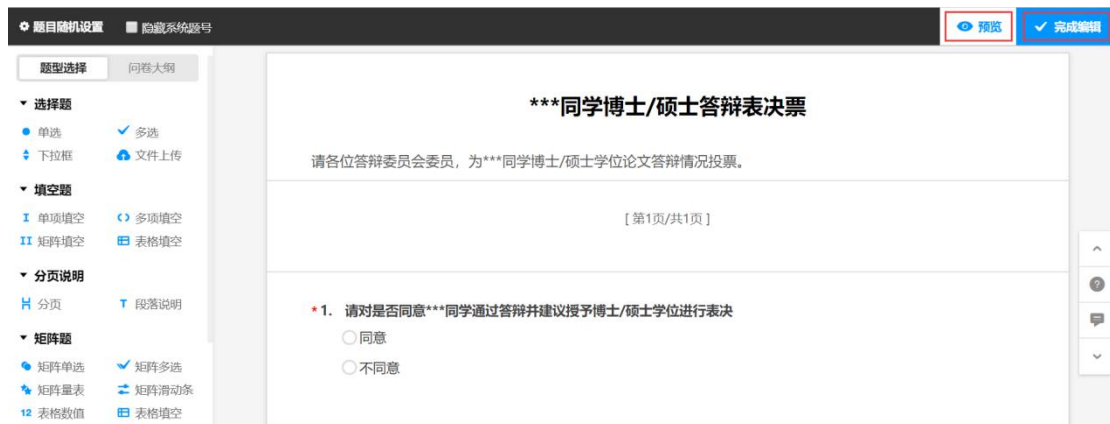 题目随机设置 隐藏系统题号 预览 完成编辑
题型选择 问卷大纲
选择题
单选 多选
下拉框 文件上传
填空题
单项填空 多项填空
矩阵填空 表格填空
分页说明
分页 段落说明
矩阵题
矩阵单选 矩阵多选
矩阵量表 矩阵滑动条
表格数值 表格填空
***同学博士/硕士答辩表决票
请各位答辩委员会委员，为***同学博士/硕士学位论文答辩情况投票。
[ 第1页/共1页 ]
*1. 请对是否同意***同学通过答辩并建议授予博士/硕士学位进行表决
同意
不同意